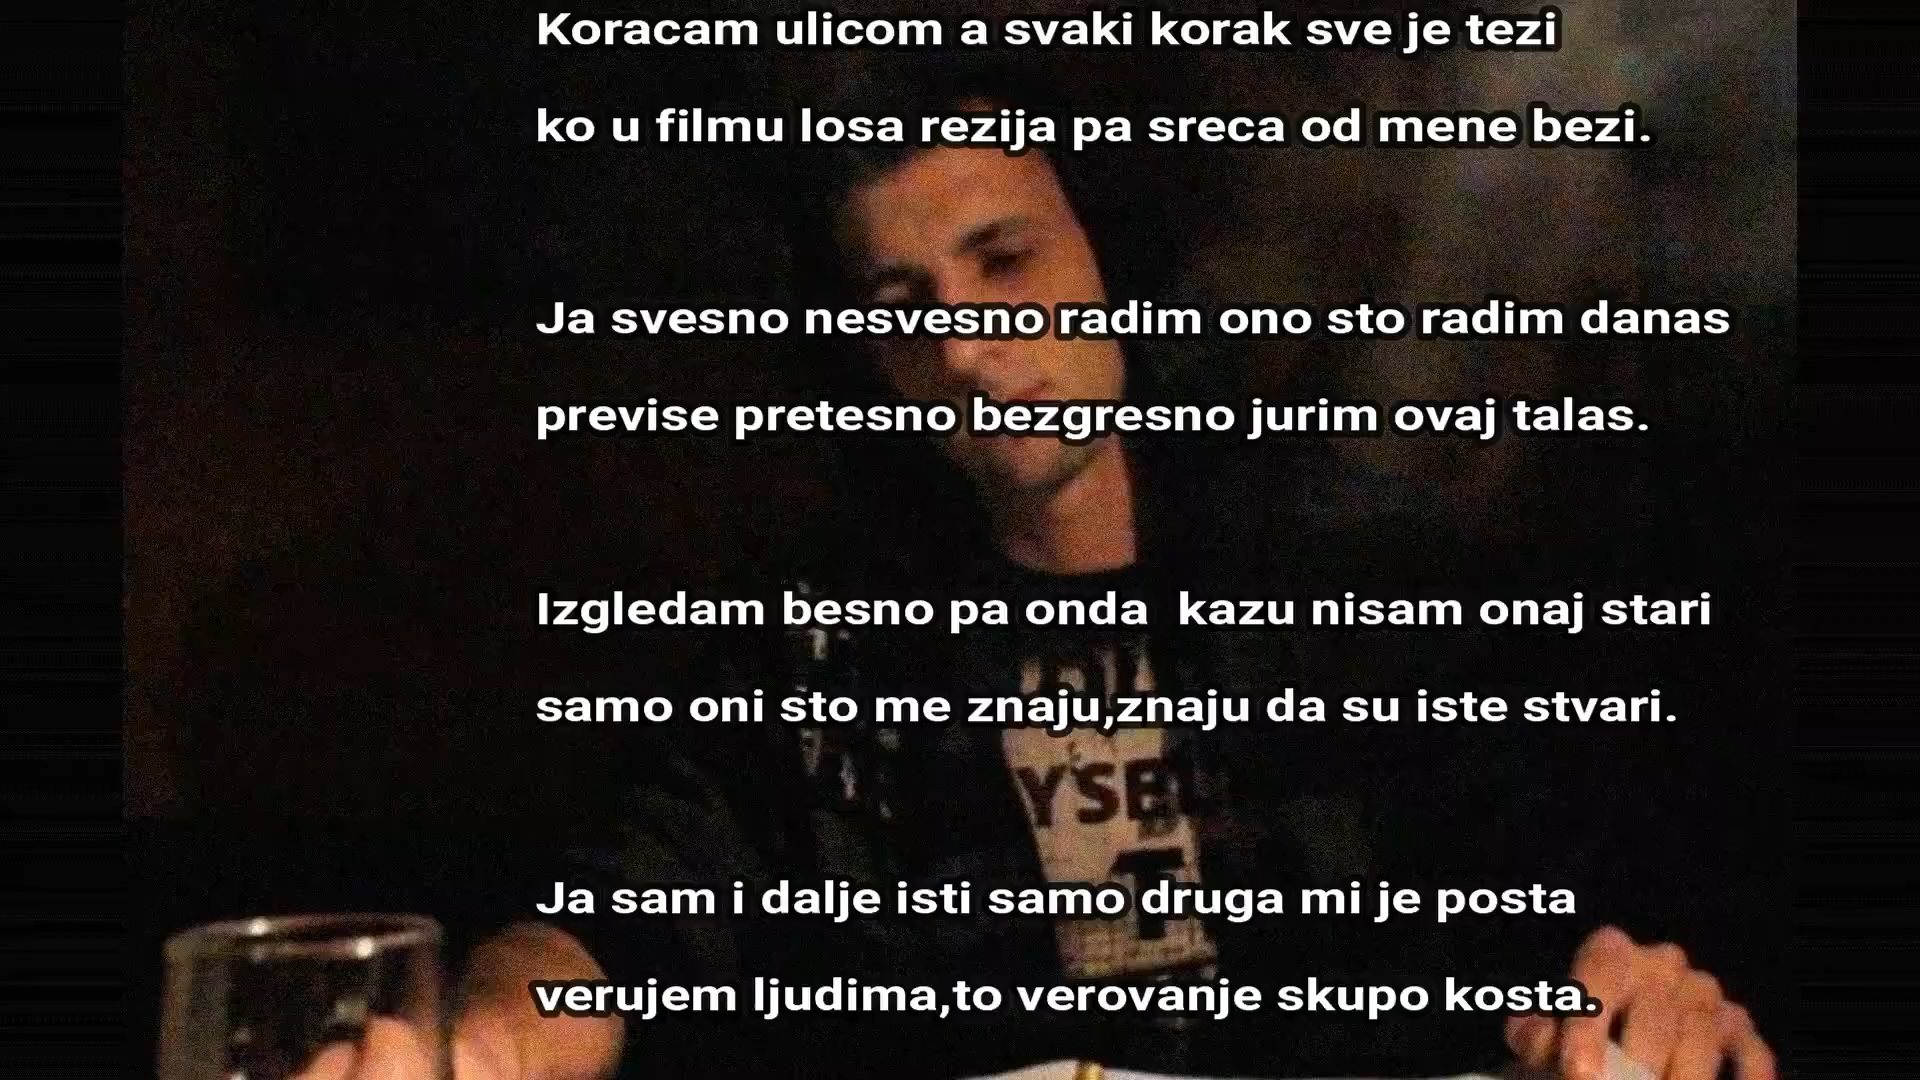 Koracam ulicom a svaki korak sve je tezi
ko u filmu losa rezija pa sreca od mene bezi.
Ja svesno nesvesno radim ono sto radim danas
previse pretesno bezgresno jurim ovaj talas.
Izgledam besno pa onda  kazu nisam onaj stari
samo oni sto me znaju,znaju da su iste stvari.
YSE
T
Ja sam i dalje isti samo druga mi je posta
verujem ljudima,to verovanje skupo kosta.